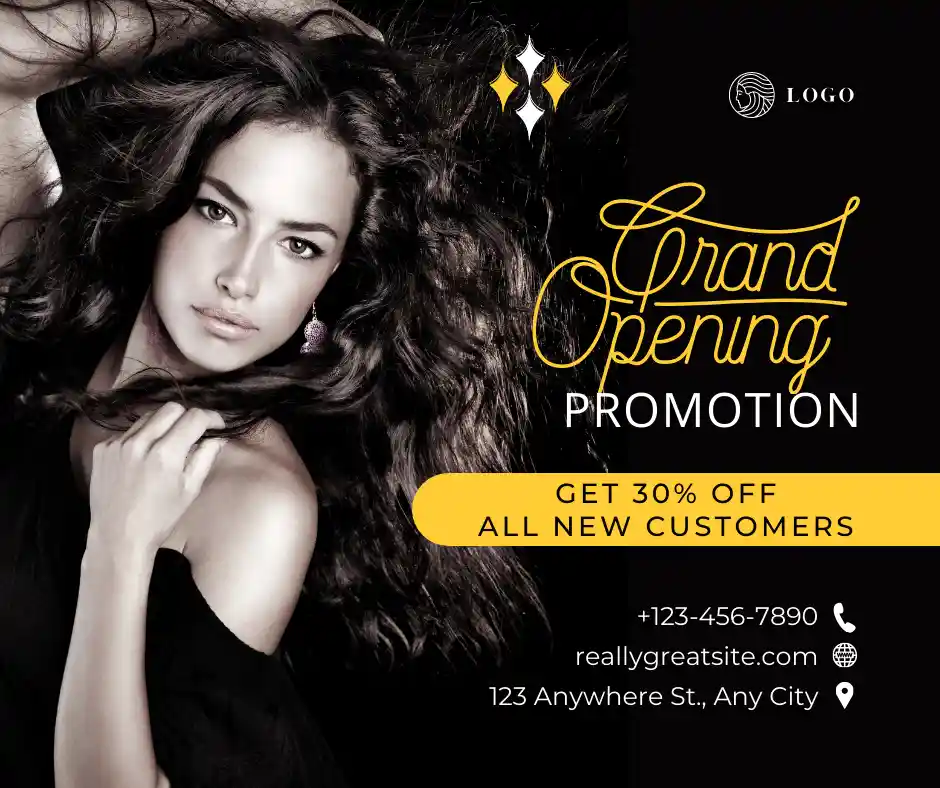 LOGO
Grand
Opening
PROMOTION
GET 30% OFF
ALL NEW CUSTOMERS
+123-456-7890
reallygreatsite.com
123 Anywhere St., Any City